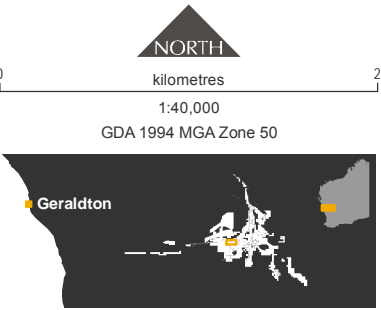 NORTH
0 2
kilometres
1:40,000
GDA 1994 MGA Zone 50
Geraldton